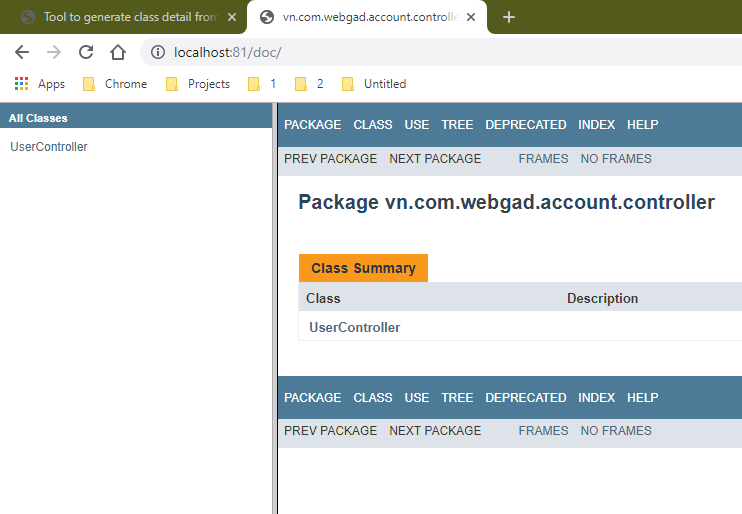 Tool to generate class detail from
vn.com.webgad.account.controlle
localhost:81/doc/
Apps Chrome Projects 1 2 Untitled
All Classes
UserController
PACKAGE CLASS USE TREE DEPRECATED INDEX HELP
PREV PACKAGE NEXT PACKAGE FRAMES NO FRAMES
Package vn.com.webgad.account.controller
Class Summary
Class Description
UserController
PACKAGE CLASS USE TREE DEPRECATED INDEX HELP
PREV PACKAGE NEXT PACKAGE FRAMES NO FRAMES